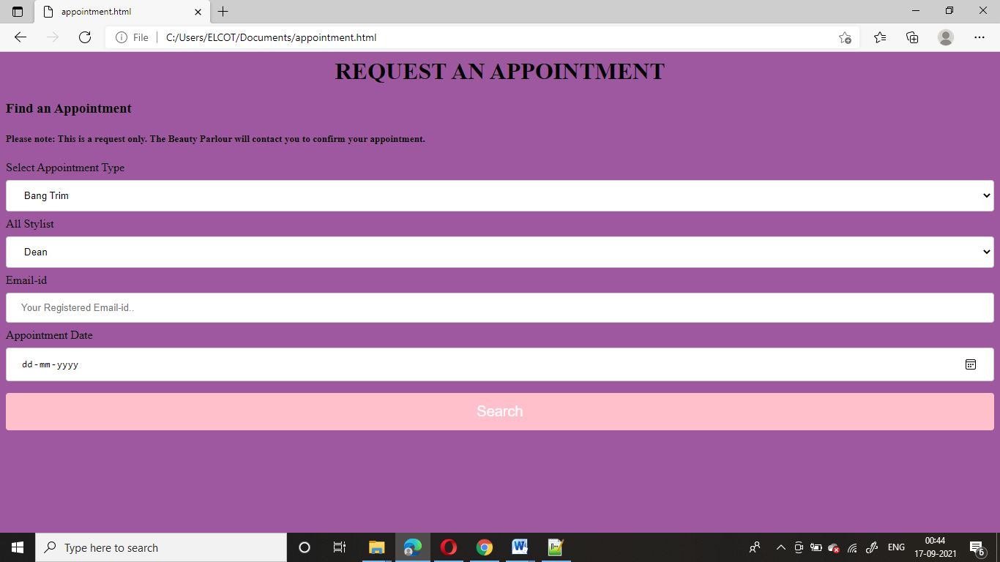 appointment.html
File
C:/Users/ELCOT/Documents/appointment.html
REQUEST AN APPOINTMENT
Find an Appointment
Please note: This is a request only. The Beauty Parlour will contact you to confirm your appointment.
Select Appointment Type
Bang Trim
All Stylist
Dean
Email-id
Your Registered Email-id..
Appointment Date
dd-mm-yyyy
Search
Type here to search
ENG
00:44
17-09-2021
6